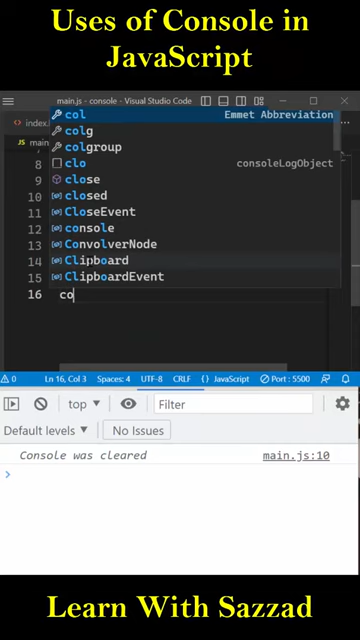 Uses of Console in
JavaScript
main.js - console - Visual Studio Code
index.
main
col Emmet Abbreviation
colg
colgroup
clo consoleLogObject
close
closed
CloseEvent
console
ConvolverNode
Clipboard
ClipboardEvent
8
9
10
11
12
13
14
15
16 co
0 Ln 16, Col 3 Spaces: 4 UTF-8 CRLF {} JavaScript Port : 5500
top Filter
Default levels No Issues
Console was cleared main.js:10
Learn With Sazzad